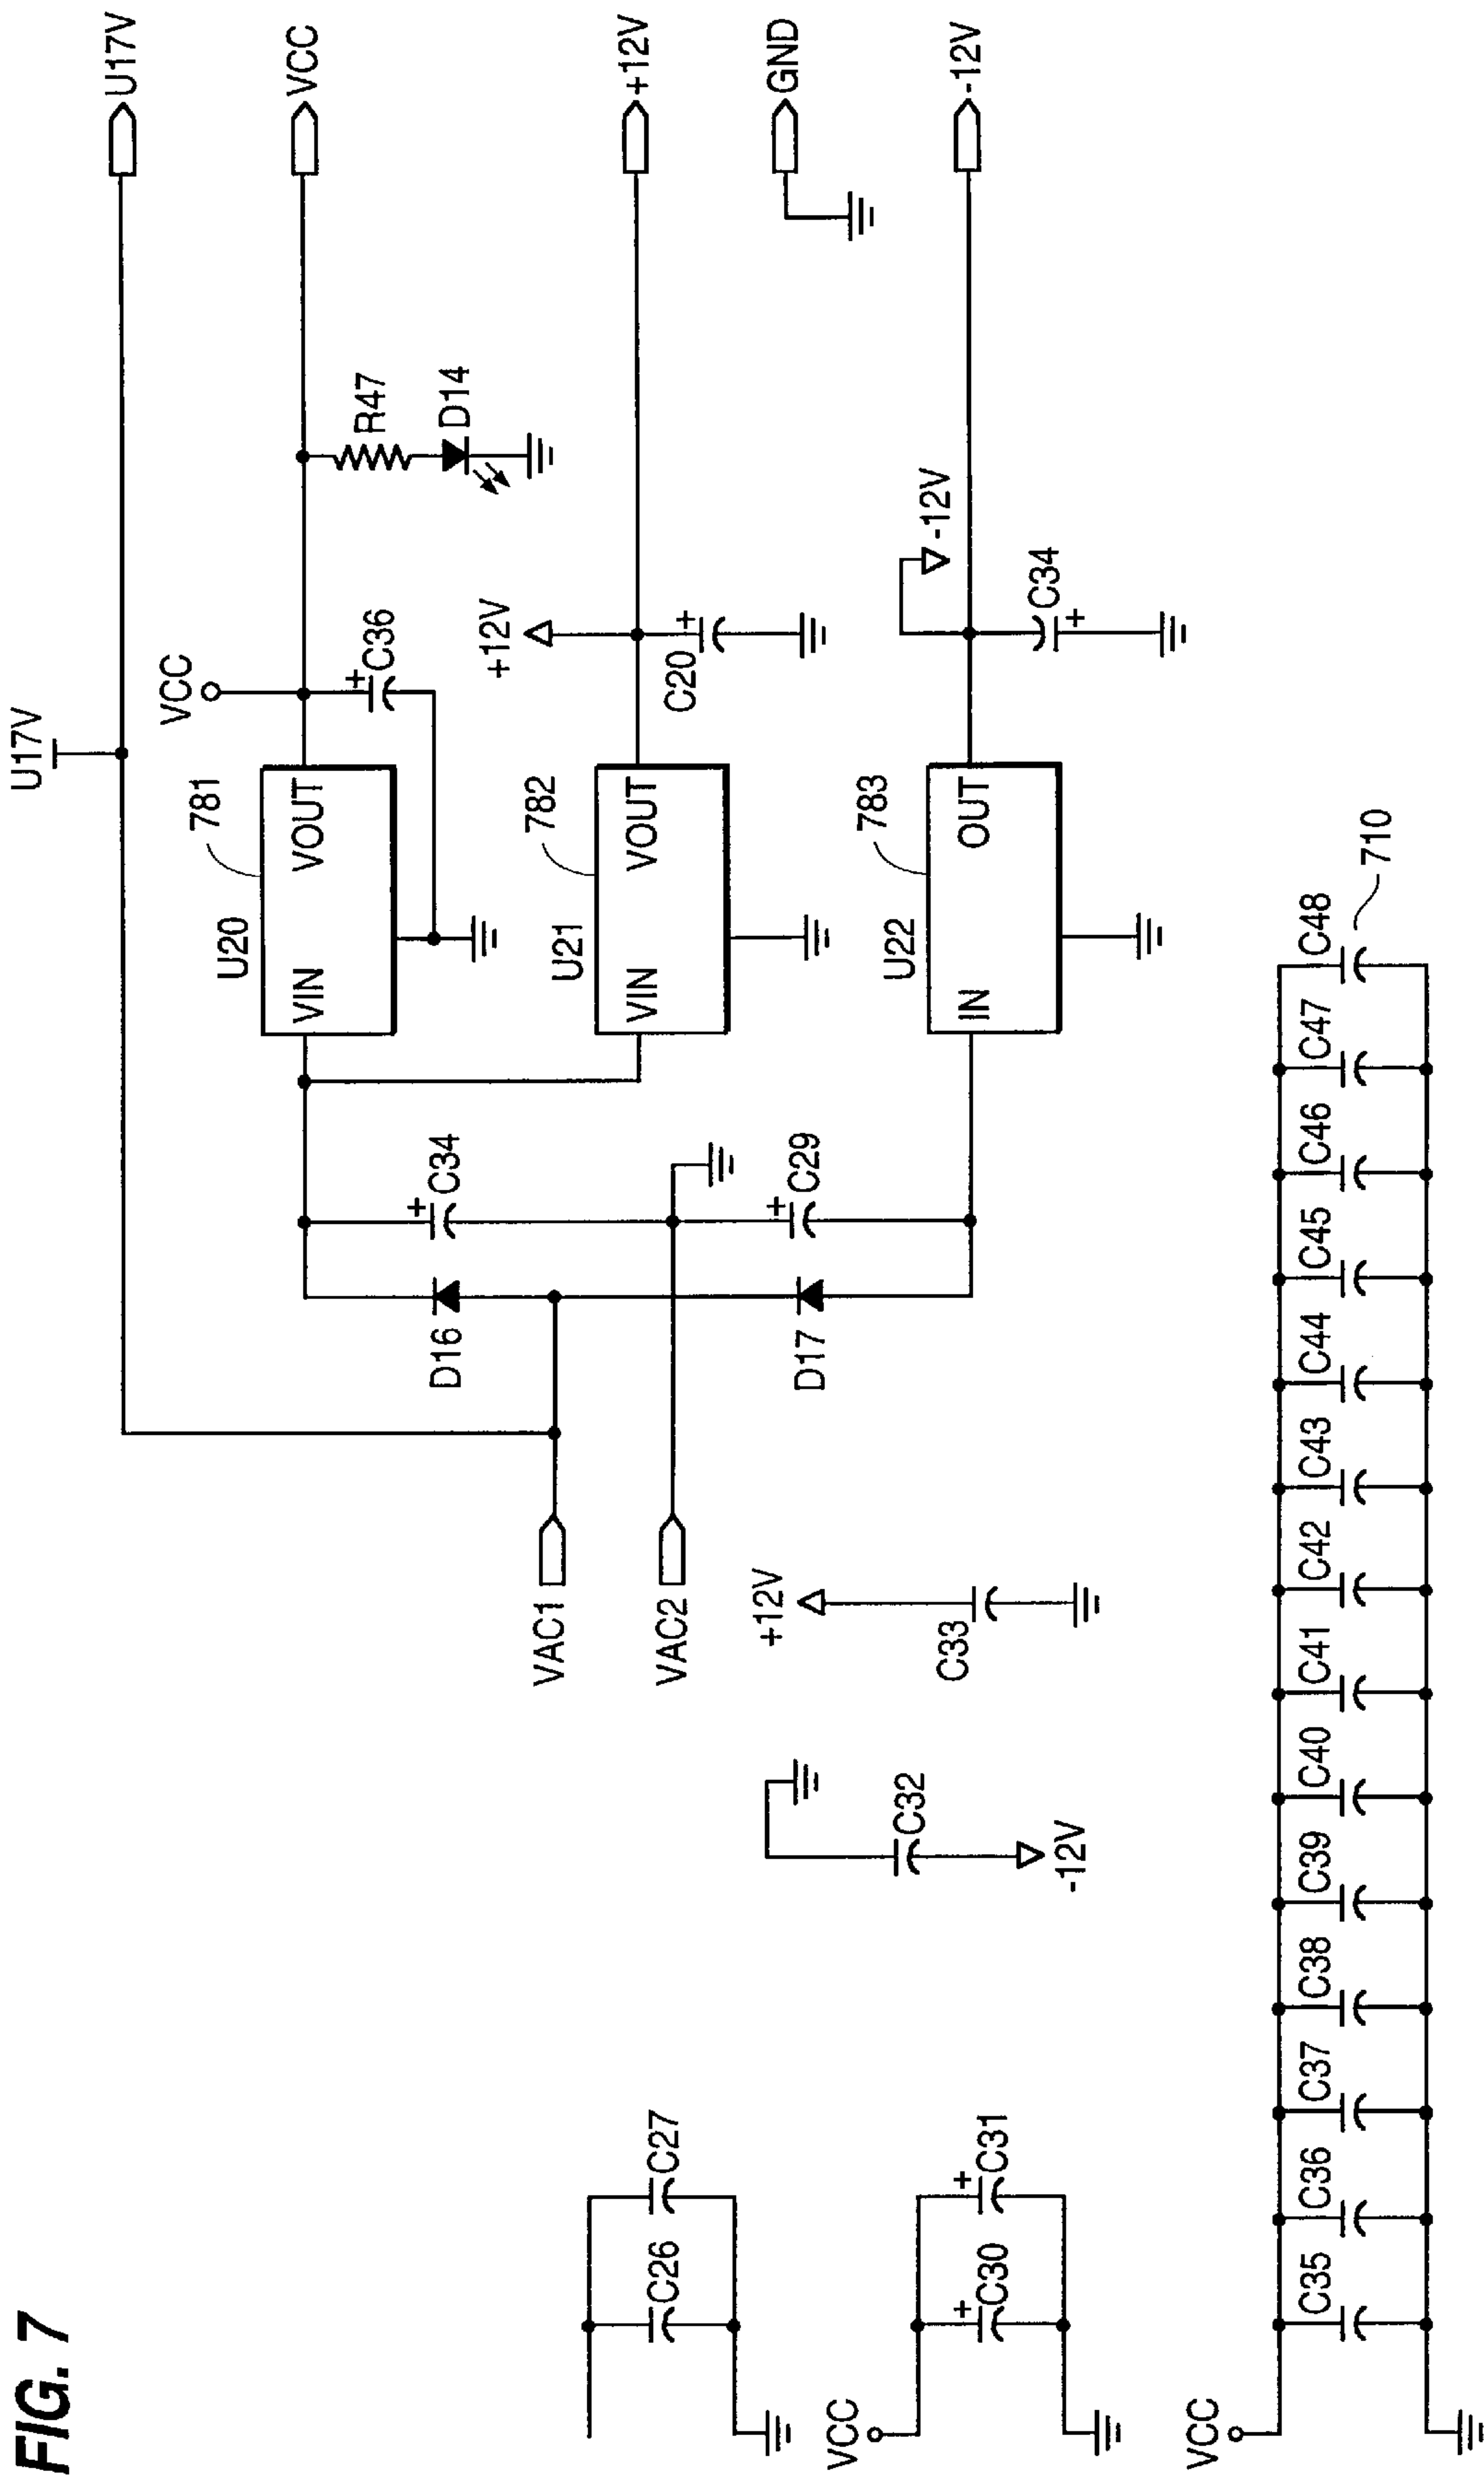 FIG. 7
U17V
U17V
VCC
VCC
+
C36
R47
D14
U20
781
VIN
VOUT
+12V
+12V
+
C20
U21
782
VIN
VOUT
GND
-12V
-12V
C34
+
U22
783
IN
OUT
D16
+
C34
D17
+
C29
VAC1
VAC2
+12V
C33
C32
-12V
C26
C27
VCC
+
C30
+
C31
VCC
C35
C36
C37
C38
C39
C40
C41
C42
C43
C44
C45
C46
C47
C48
710